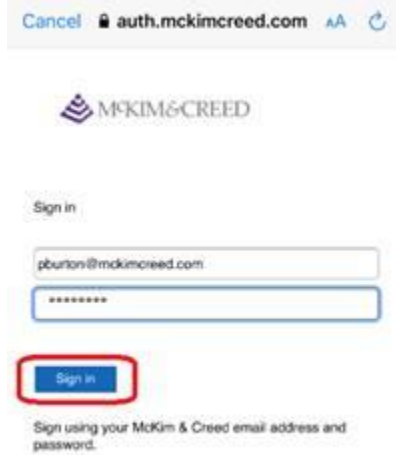 Cancel auth.mckimcreed.com AA
McKIM&CREED
Sign in
pburton@mckimcreed.com
********
Sign in
Sign using your McKim & Creed email address and
password.